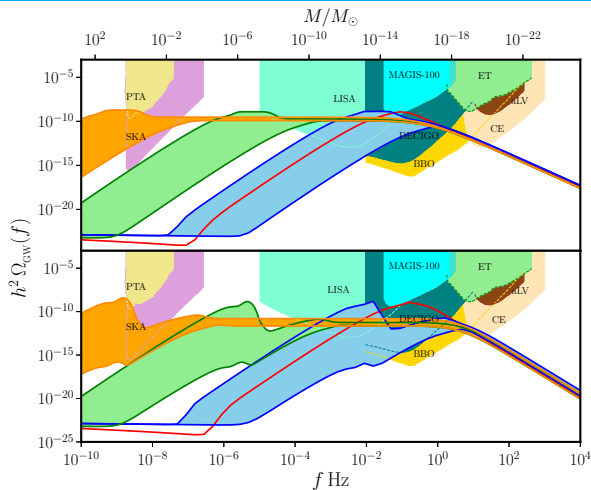 M/M⊙
10² 10⁻² 10⁻⁶ 10⁻¹⁰ 10⁻¹⁴ 10⁻¹⁸ 10⁻²²
10⁻⁵
10⁻¹⁰
10⁻¹⁵
10⁻²⁰
PTA
SKA
LISA
MAGIS-100
ET
DECIGO
BBO
CE
h² Ω_GW(f)
10⁻⁵
10⁻¹⁰
10⁻¹⁵
10⁻²⁰
10⁻²⁵
PTA
SKA
LISA
MAGIS-100
ET
DECIGO
BBO
CE
10⁻¹⁰ 10⁻⁸ 10⁻⁶ 10⁻⁴ 10⁻² 10⁰ 10² 10⁴
f Hz